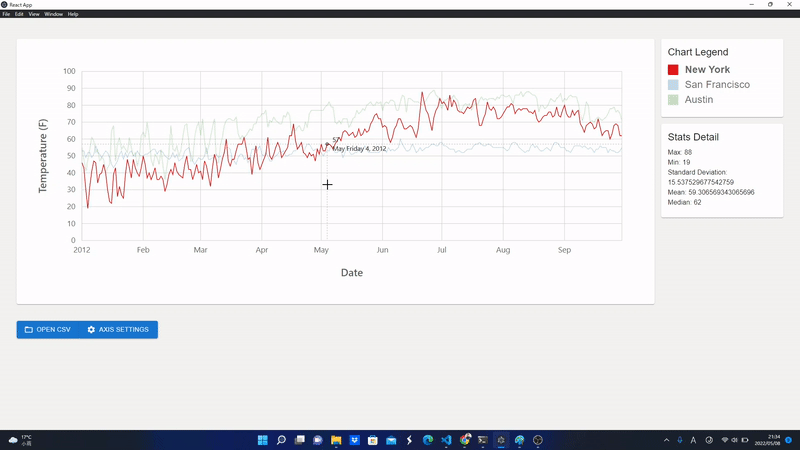 React App
File Edit View Window Help
Chart Legend
New York
San Francisco
Austin
Stats Detail
Max: 88
Min: 19
Standard Deviation:
15.537529677542759
Mean: 59.306569343065696
Median: 62
100
90
80
70
60
50
40
30
20
10
0
Temperature (F)
57
May Friday 4, 2012
2012 Feb Mar Apr May Jun Jul Aug Sep
Date
OPEN CSV AXIS SETTINGS
17°C
小雨
21:34
2022/05/08